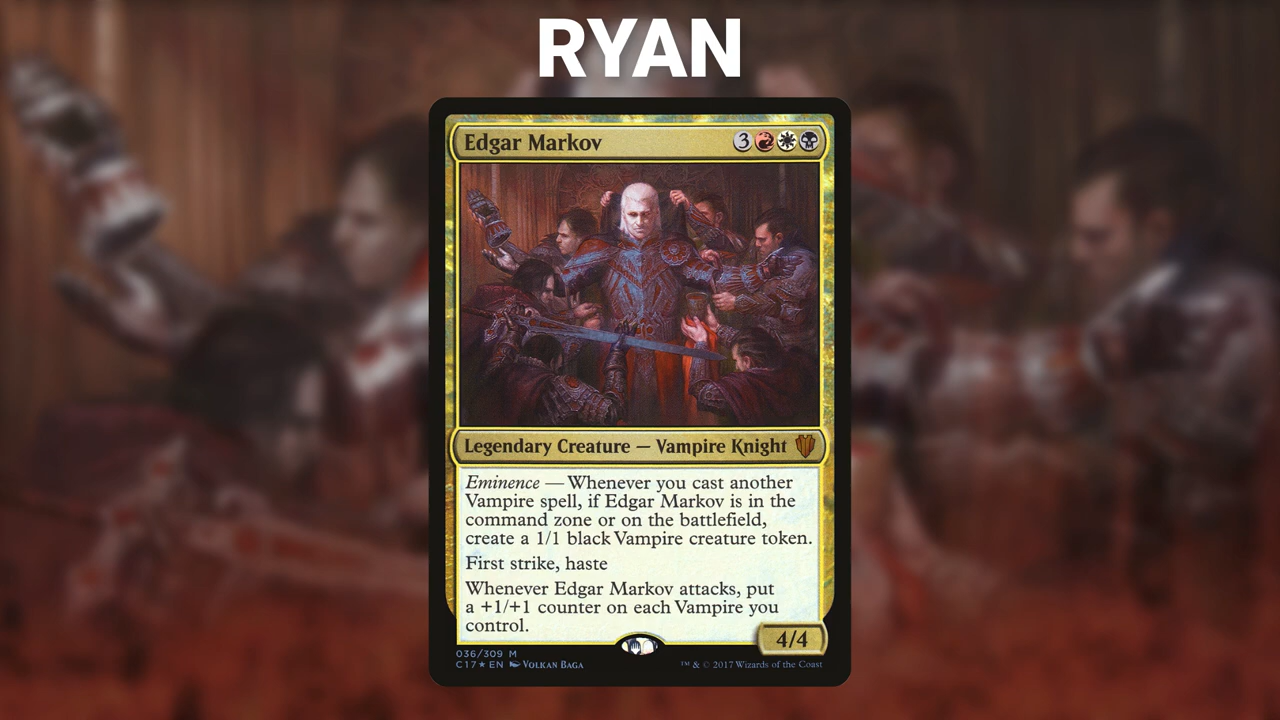 RYAN
Edgar Markov 3
Legendary Creature — Vampire Knight
Eminence — Whenever you cast another
Vampire spell, if Edgar Markov is in the
command zone or on the battlefield,
create a 1/1 black Vampire creature token.
First strike, haste
Whenever Edgar Markov attacks, put
a +1/+1 counter on each Vampire you
control.
4/4
036/309 M
C17★EN VOLKAN BAGA
™ & © 2017 Wizards of the Coast